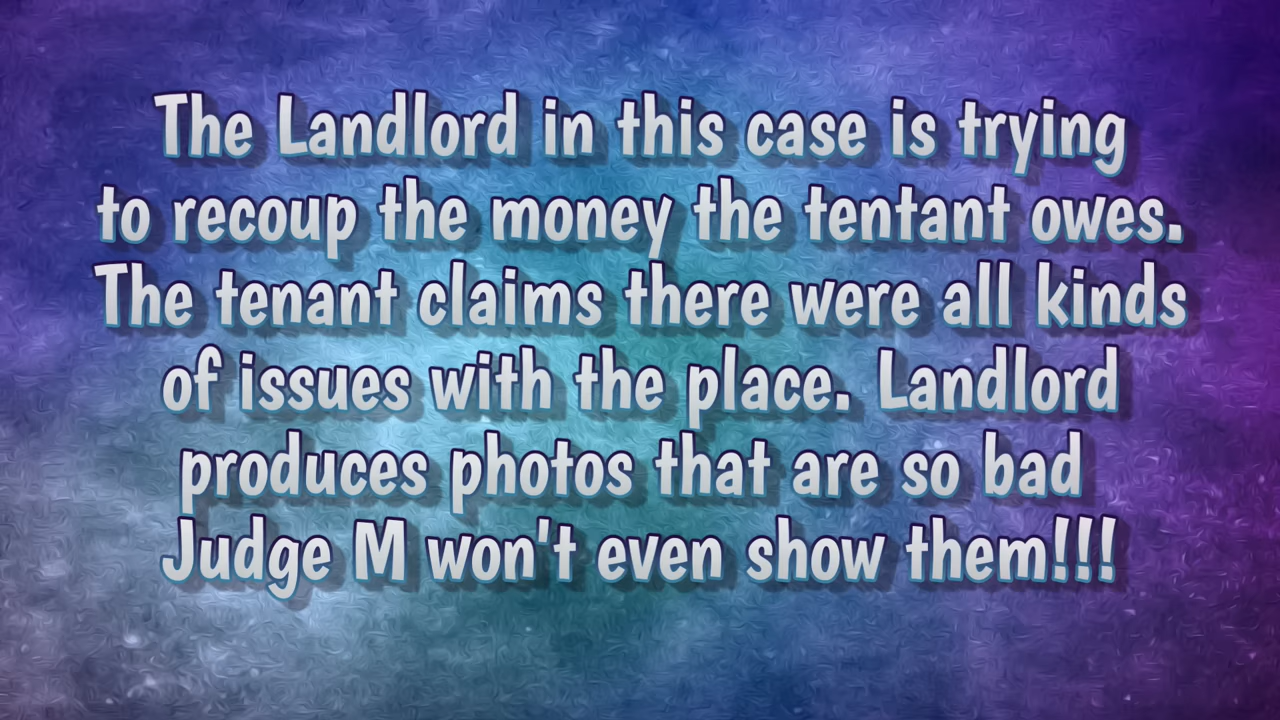 The Landlord in this case is trying
to recoup the money the tentant owes.
The tenant claims there were all kinds
of issues with the place. Landlord
produces photos that are so bad
Judge M won't even show them!!!